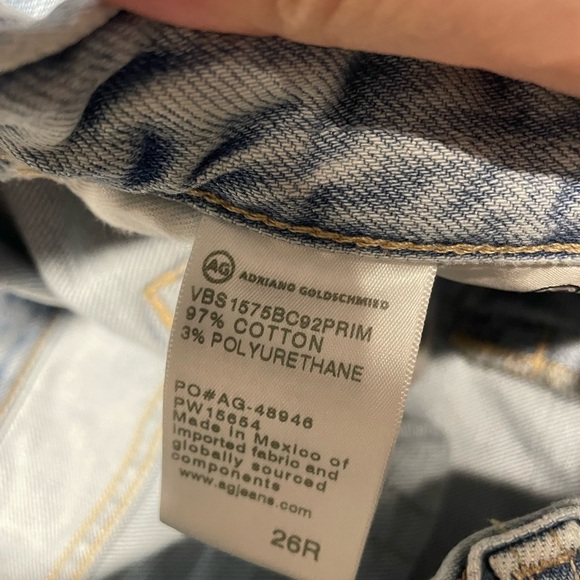 AG ADRIANO GOLDSCHMIED
VBS1575BC92PRIM
97% COTTON
3% POLYURETHANE
PO#AG-48946
PW15654
Made in Mexico of
imported fabric and
globally sourced
components
www.agjeans.com
26R